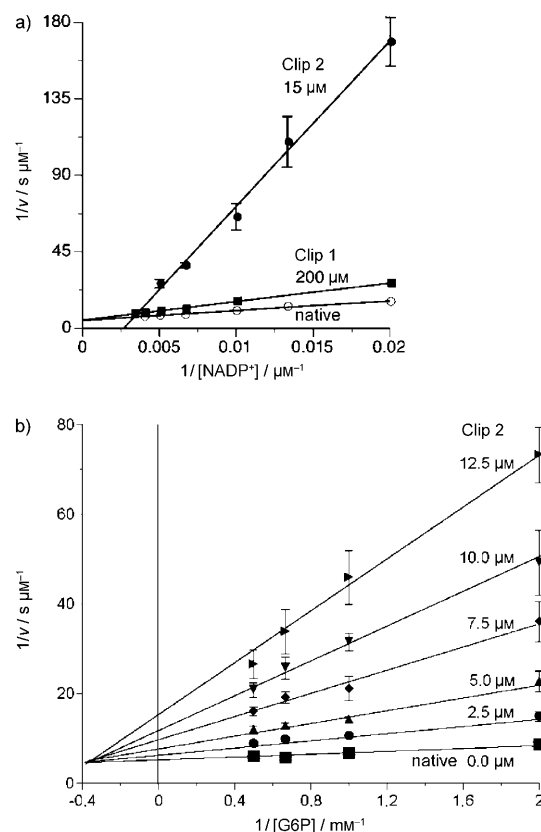 a)
180
135
90
45
0
1/v / s µM⁻¹
Clip 2
15 µM
Clip 1
200 µM
native
0
0.005
0.01
0.015
0.02
1/[NADP⁺] / µM⁻¹
b)
80
60
40
20
0
1/v / s µM⁻¹
Clip 2
12.5 µM
10.0 µM
7.5 µM
5.0 µM
2.5 µM
native 0.0 µM
-0.4
0
0.4
0.8
1.2
1.6
2
1/[G6P] / mM⁻¹